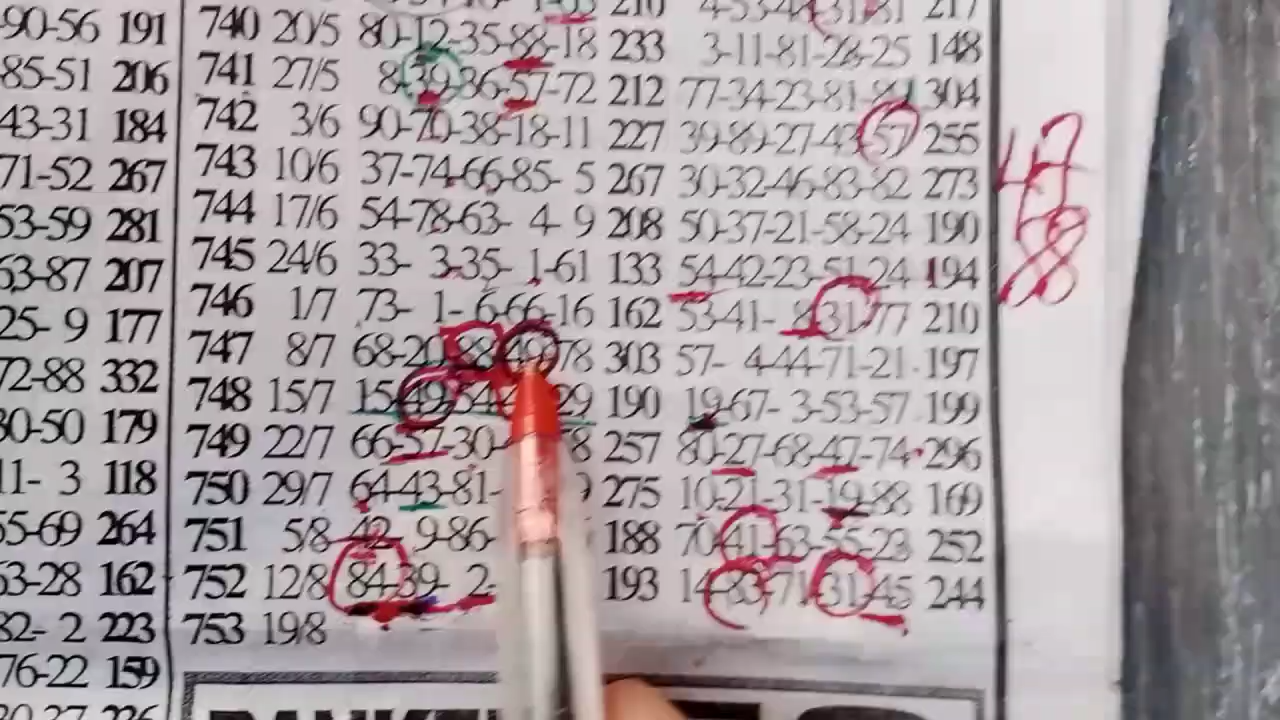 210 217
-90-56 191 740 20/5 80-12-35-88-18 233 3-11-81-28-25 148
-85-51 206 741 27/5 8-39-86-57-72 212 77-34-23-81- 304
43-31 184 742 3/6 90-70-38-18-11 227 39-89-27-43-57 255
71-52 267 743 10/6 37-74-66-85- 5 267 30-32-46-83-82 273
53-59 281 744 17/6 54-78-63- 4- 9 208 50-37-21-58-24 190
63-87 207 745 24/6 33- 3-35- 1-61 133 54-42-23-51-24 194
25- 9 177 746 1/7 73- 1- 6-66-16 162 53-41- 8-31-77 210
72-88 332 747 8/7 68-20-88-49-78 303 57- 4-44-71-21 197
30-50 179 748 15/7 15-49-54- 29 190 19-67- 3-53-57 199
11- 3 118 749 22/7 66-57-30- 257 80-27-68-47-74 296
55-69 264 750 29/7 64-43-81- 275 10-21-31-19-88 169
63-28 162 751 5/8 42- 9-86- 188 70-41-63-55-23 252
82- 2 223 752 12/8 84-39- 2- 193 14-83-71-31-45 244
76-22 159 753 19/8
47
88